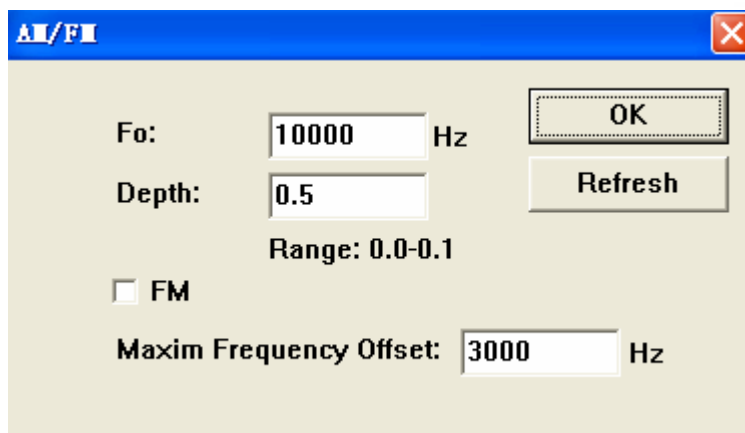 AM/FM
Fo: 10000 Hz
OK
Depth: 0.5
Refresh
Range: 0.0-0.1
FM
Maxim Frequency Offset: 3000 Hz